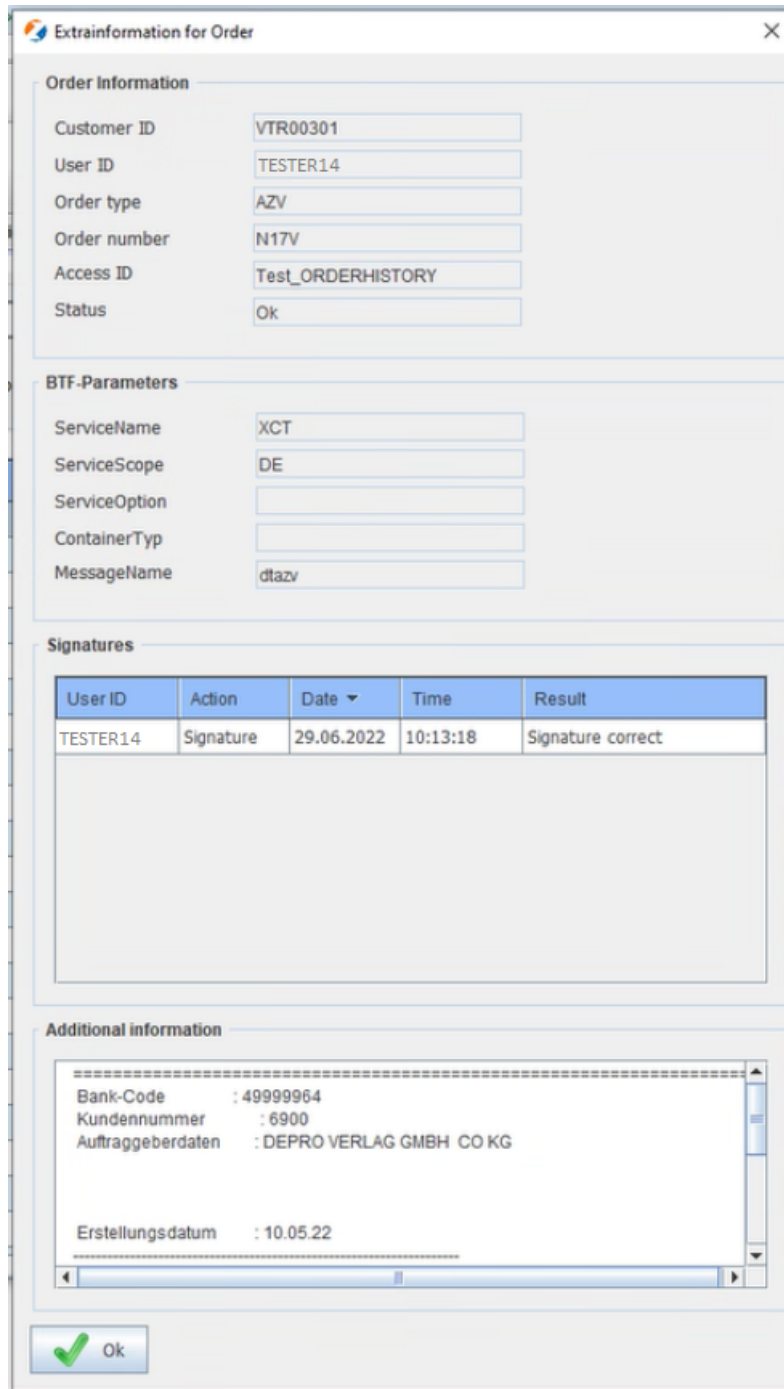 Extrainformation for Order
Order Information
Customer ID VTR00301
User ID TESTER14
Order type AZV
Order number N17V
Access ID Test_ORDERHISTORY
Status Ok
BTF-Parameters
ServiceName XCT
ServiceScope DE
ServiceOption
ContainerTyp
MessageName dtazv
Signatures
User ID Action Date Time Result
TESTER14 Signature 29.06.2022 10:13:18 Signature correct
Additional information
====================================================================
Bank-Code : 49999964
Kundennummer : 6900
Auftraggeberdaten : DEPRO VERLAG GMBH CO KG
Erstellungsdatum : 10.05.22
--------------------------------------------------------------------------------
Ok